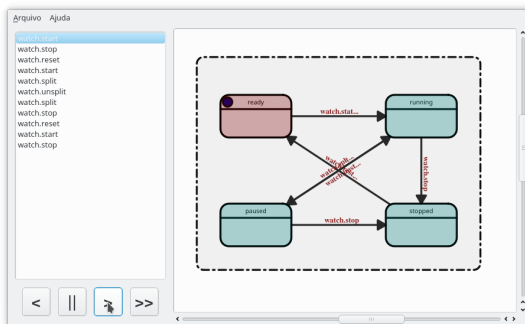 Arquivo Ajuda
watch.start
watch.stop
watch.reset
watch.start
watch.split
watch.unsplit
watch.split
watch.stop
watch.reset
watch.start
watch.stop
< || > >>
ready
watch.stat...
running
watch.stop
paused
watch.stop
stopped